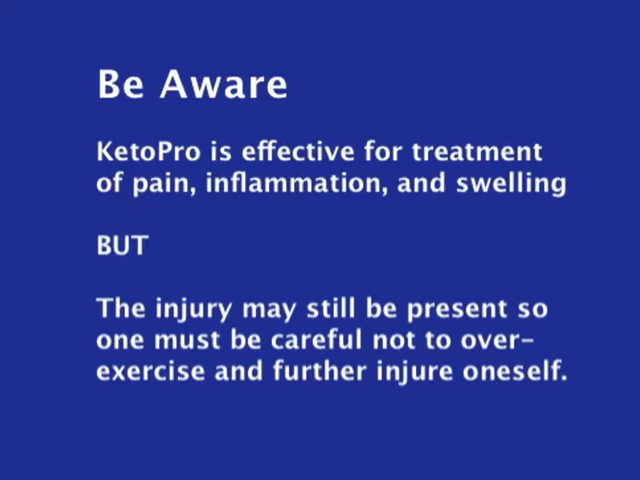 Be Aware
KetoPro is effective for treatment
of pain, inflammation, and swelling
BUT
The injury may still be present so
one must be careful not to over-
exercise and further injure oneself.